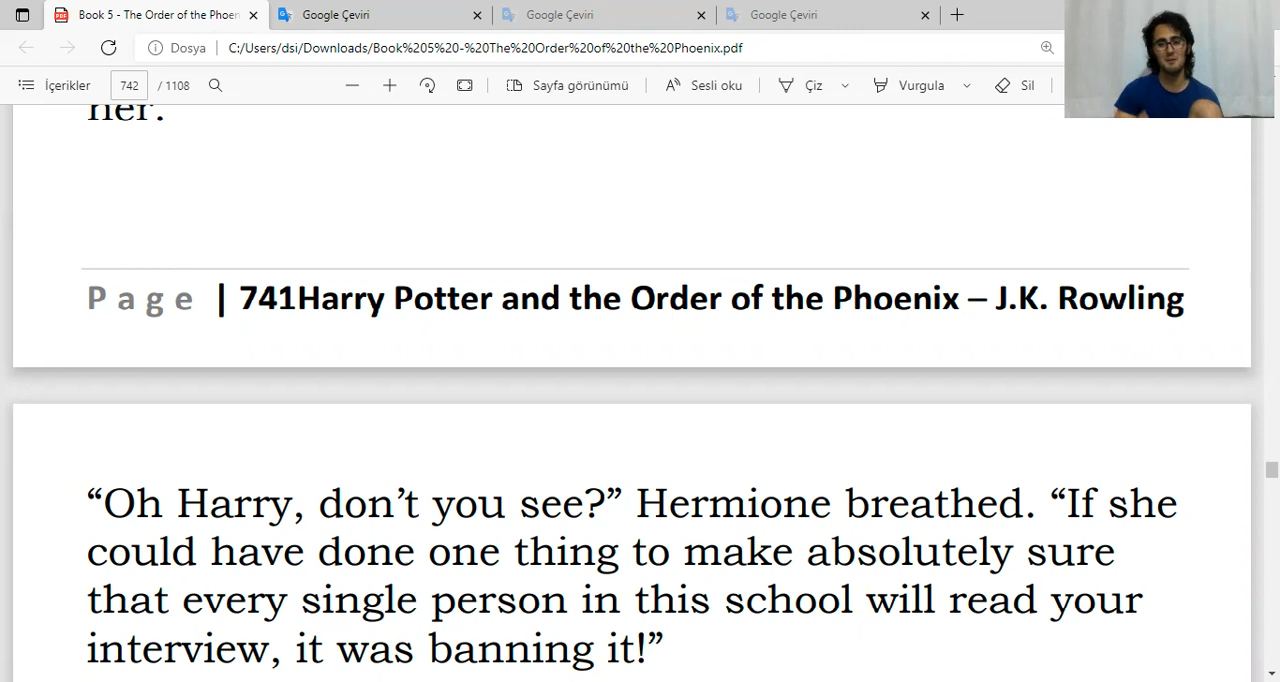 Book 5 - The Order of the Phoen
Google Çeviri
Google Çeviri
Google Çeviri
Dosya
C:/Users/dsi/Downloads/Book%205%20-%20The%20Order%20of%20the%20Phoenix.pdf
İçerikler
742 / 1108
Sayfa görünümü
Sesli oku
Çiz
Vurgula
Sil
her.
Page | 741Harry Potter and the Order of the Phoenix – J.K. Rowling
“Oh Harry, don’t you see?” Hermione breathed. “If she
could have done one thing to make absolutely sure
that every single person in this school will read your
interview, it was banning it!”